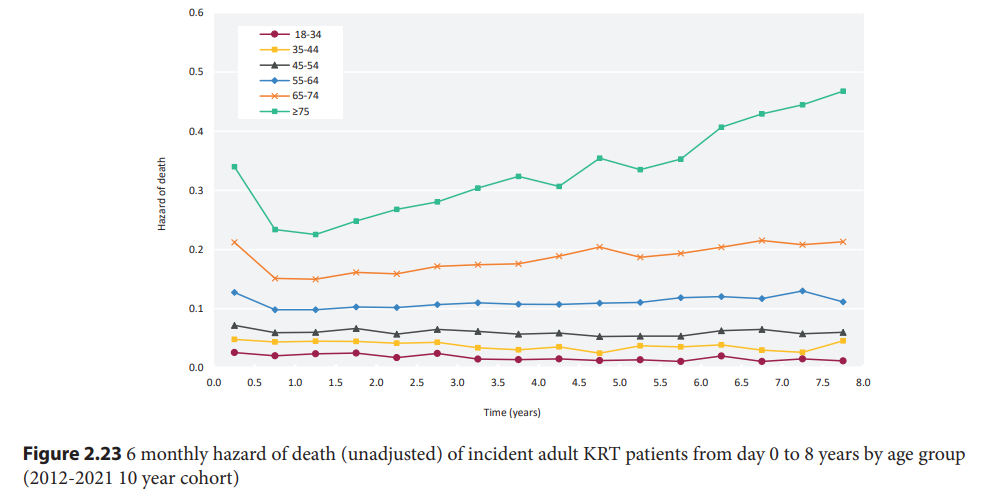 0.6
18-34
35-44
45-54
55-64
65-74
≥75
0.5
0.4
0.3
0.2
0.1
0.0
Hazard of death
0.0 0.5 1.0 1.5 2.0 2.5 3.0 3.5 4.0 4.5 5.0 5.5 6.0 6.5 7.0 7.5 8.0
Time (years)
Figure 2.23 6 monthly hazard of death (unadjusted) of incident adult KRT patients from day 0 to 8 years by age group
(2012-2021 10 year cohort)